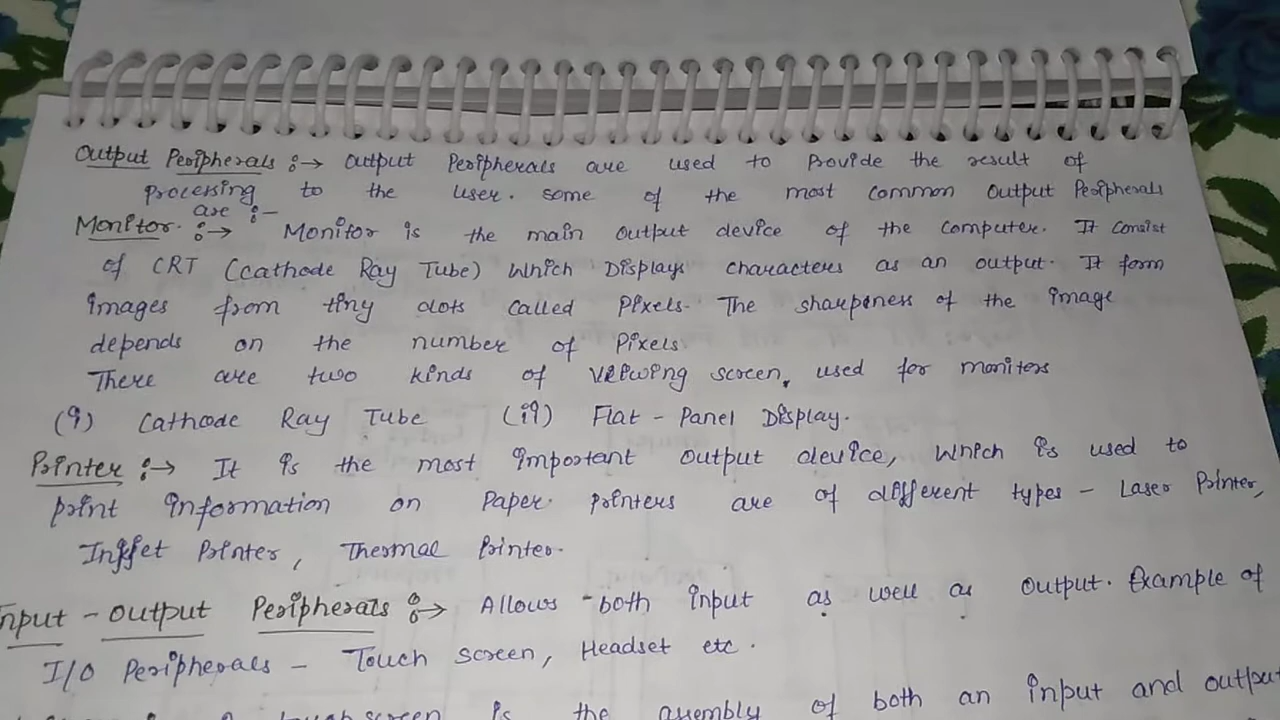 Output Peripherals :→ Output Peripherals are used to Provide the result of
processing to the user. some of the most common output Peripherals
are :-
Monitor. :→ Monitor is the main output device of the computer. It consist
of CRT (Cathode Ray Tube) Which Displays characters as an output. It form
images from tiny dots called Pixels. The sharpness of the image
depends on the number of Pixels.
There are two kinds of viewing screen, used for monitors
(i) Cathode Ray Tube (ii) Flat - Panel Display.
Printer :→ It is the most important output device, which is used to
print information on Paper. printers are of different types - Laser Printer,
Inkjet Printer, Thermal Printer.
nput - output Peripherals :→ Allows both input as well as output. Example of
I/O Peripherals - Touch screen, Headset etc.
touch screen is the assembly of both an input and output